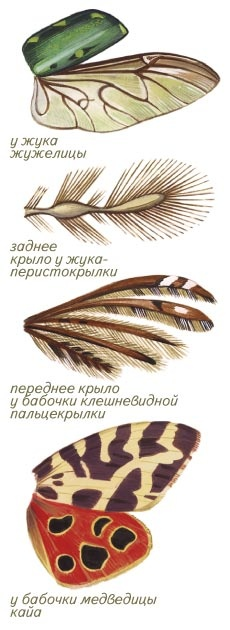 у жука
жужелицы
заднее
крыло у жука-
перистокрылки
переднее крыло
у бабочки клешневидной
пальцекрылки
у бабочки медведицы
кайа